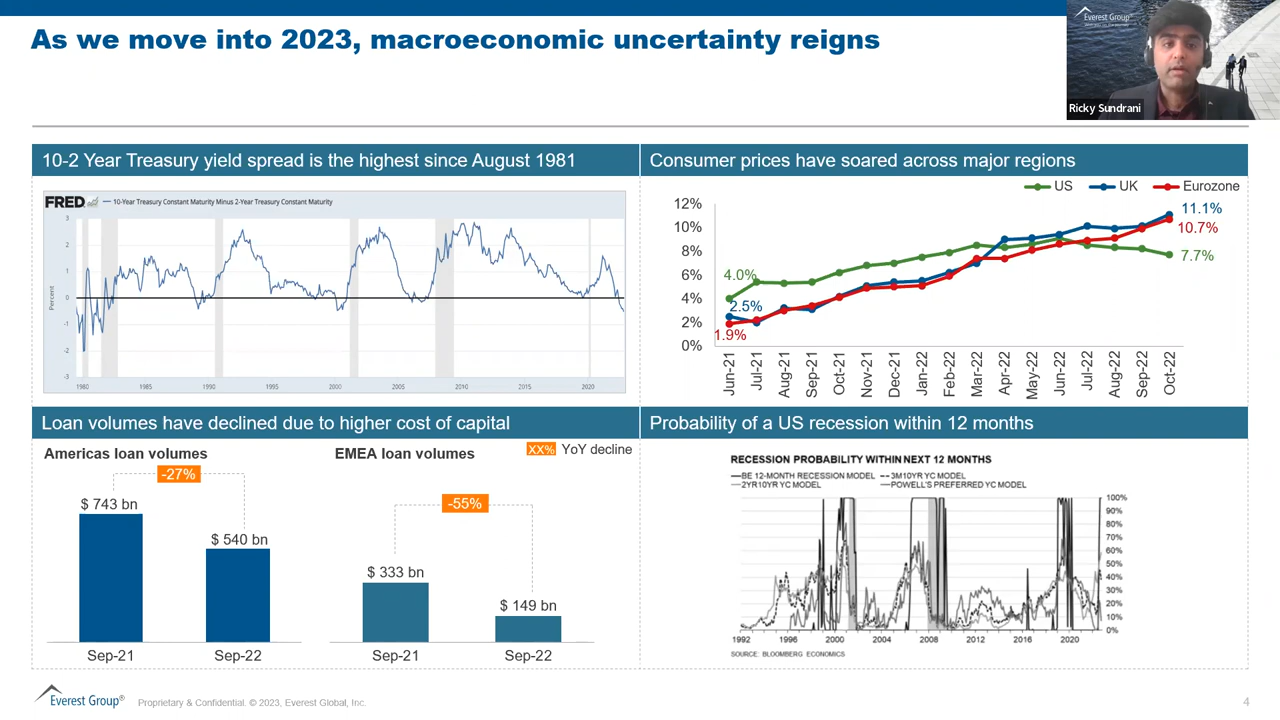 As we move into 2023, macroeconomic uncertainty reigns
Everest Group®
Ricky Sundrani
10-2 Year Treasury yield spread is the highest since August 1981
FRED
10-Year Treasury Constant Maturity Minus 2-Year Treasury Constant Maturity
Percent
3
2
1
0
-1
-2
-3
1980 1985 1990 1995 2000 2005 2010 2015 2020
Consumer prices have soared across major regions
US UK Eurozone
12%
10%
8%
6%
4%
2%
0%
4.0%
2.5%
1.9%
11.1%
10.7%
7.7%
Jun-21 Jul-21 Aug-21 Sep-21 Oct-21 Nov-21 Dec-21 Jan-22 Feb-22 Mar-22 Apr-22 May-22 Jun-22 Jul-22 Aug-22 Sep-22 Oct-22
Loan volumes have declined due to higher cost of capital
XX% YoY decline
Americas loan volumes
-27%
$ 743 bn
$ 540 bn
Sep-21 Sep-22
EMEA loan volumes
-55%
$ 333 bn
$ 149 bn
Sep-21 Sep-22
Probability of a US recession within 12 months
RECESSION PROBABILITY WITHIN NEXT 12 MONTHS
BE 12-MONTH RECESSION MODEL 3M10YR YC MODEL
2YR10YR YC MODEL POWELL'S PREFERRED YC MODEL
100%
90%
80%
70%
60%
50%
40%
30%
20%
10%
0%
1992 1996 2000 2004 2008 2012 2016 2020
SOURCE: BLOOMBERG ECONOMICS
Everest Group®
Proprietary & Confidential. © 2023, Everest Global, Inc.
4